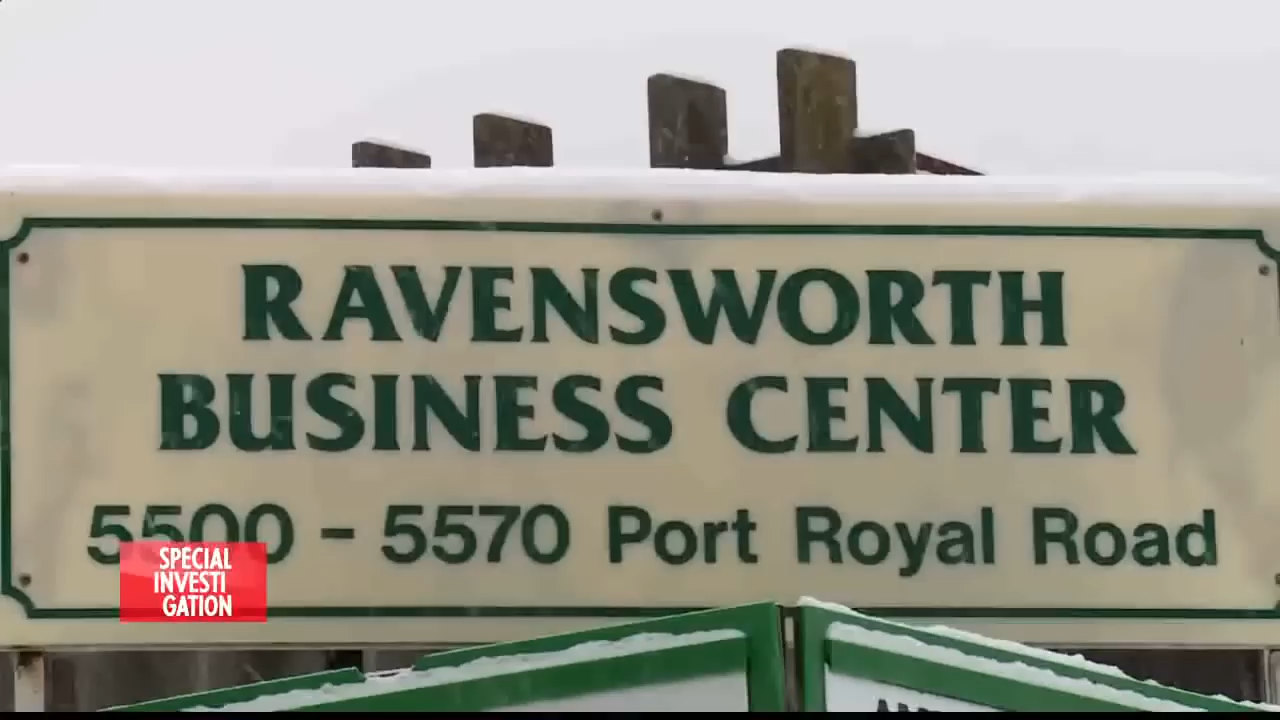 RAVENSWORTH
BUSINESS CENTER
5500 - 5570 Port Royal Road
SPECIAL
INVESTI
GATION